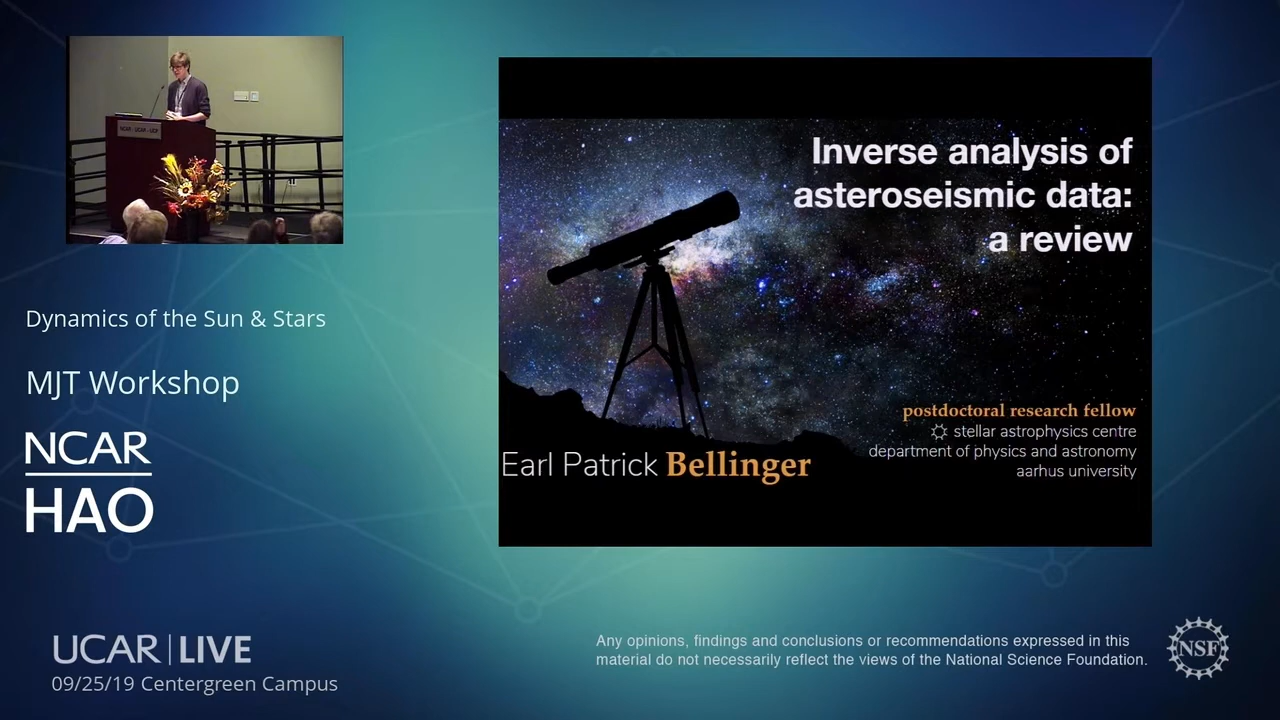 NCAR · UCAR · UCP
Dynamics of the Sun & Stars
MJT Workshop
NCAR
HAO
UCAR | LIVE
09/25/19 Centergreen Campus
Inverse analysis of
asteroseismic data:
a review
postdoctoral research fellow
stellar astrophysics centre
department of physics and astronomy
aarhus university
Earl Patrick Bellinger
Any opinions, findings and conclusions or recommendations expressed in this
material do not necessarily reflect the views of the National Science Foundation.
NSF